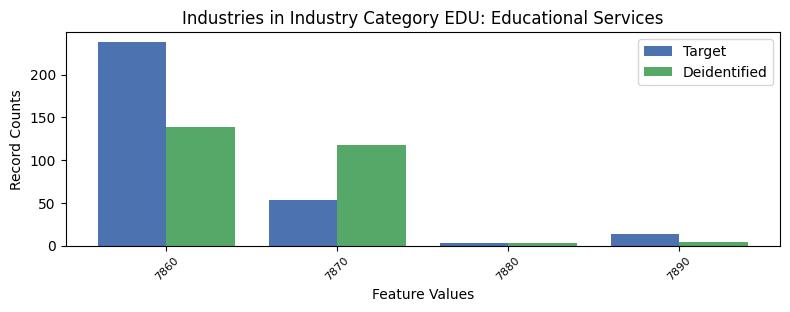 Industries in Industry Category EDU: Educational Services
Target
Deidentified
Record Counts
200
150
100
50
0
7860
7870
7880
7890
Feature Values